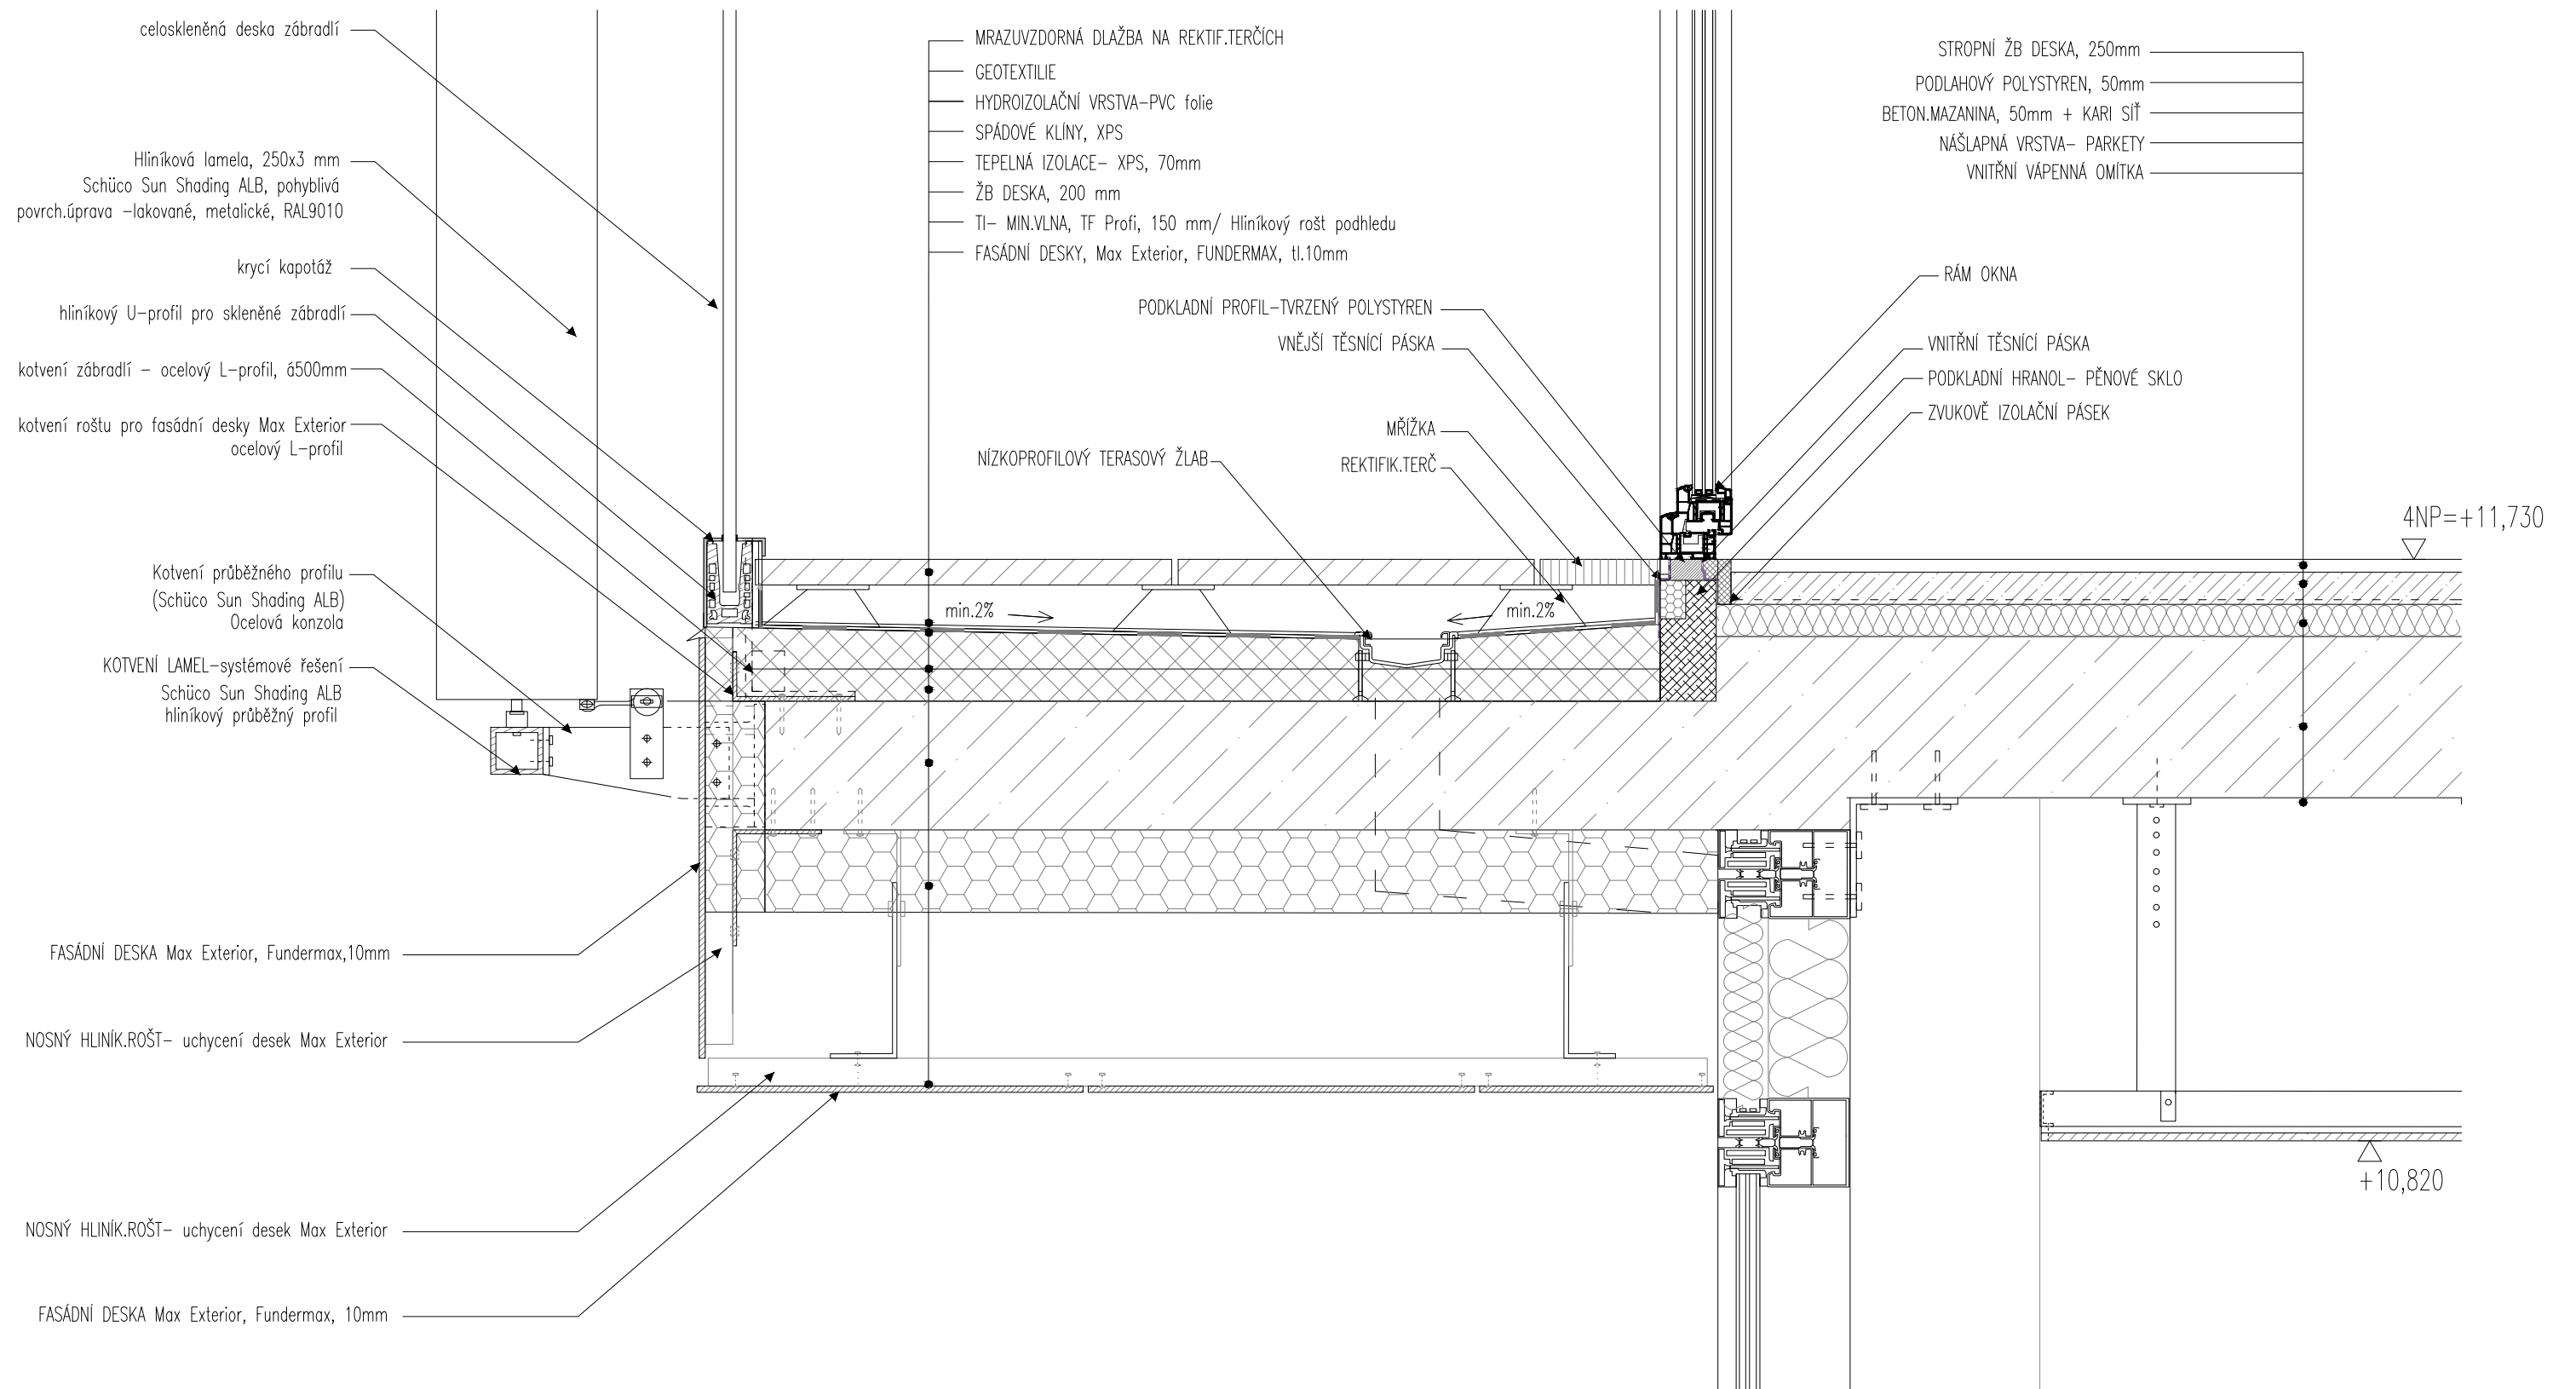 celoskleněná deska zábradlí
Hliníková lamela, 250x3 mm
Schüco Sun Shading ALB, pohyblivá
povrch.úprava –lakované, metalické, RAL9010
krycí kapotáž
hliníkový U–profil pro skleněné zábradlí
kotvení zábradlí – ocelový L–profil, á500mm
kotvení roštu pro fasádní desky Max Exterior
ocelový L–profil
Kotvení průběžného profilu
(Schüco Sun Shading ALB)
Ocelová konzola
KOTVENÍ LAMEL–systémové řešení
Schüco Sun Shading ALB
hliníkový průběžný profil
FASÁDNÍ DESKA Max Exterior, Fundermax,10mm
NOSNÝ HLINÍK.ROŠT– uchycení desek Max Exterior
NOSNÝ HLINÍK.ROŠT– uchycení desek Max Exterior
FASÁDNÍ DESKA Max Exterior, Fundermax, 10mm
MRAZUVZDORNÁ DLAŽBA NA REKTIF.TERČÍCH
GEOTEXTILIE
HYDROIZOLAČNÍ VRSTVA–PVC folie
SPÁDOVÉ KLÍNY, XPS
TEPELNÁ IZOLACE– XPS, 70mm
ŽB DESKA, 200 mm
TI– MIN.VLNA, TF Profi, 150 mm/ Hliníkový rošt podhledu
FASÁDNÍ DESKY, Max Exterior, FUNDERMAX, tl.10mm
PODKLADNÍ PROFIL–TVRZENÝ POLYSTYREN
VNĚJŠÍ TĚSNÍCÍ PÁSKA
MŘÍŽKA
NÍZKOPROFILOVÝ TERASOVÝ ŽLAB
REKTIFIK.TERČ
min.2%
min.2%
STROPNÍ ŽB DESKA, 250mm
PODLAHOVÝ POLYSTYREN, 50mm
BETON.MAZANINA, 50mm + KARI SÍŤ
NÁŠLAPNÁ VRSTVA– PARKETY
VNITŘNÍ VÁPENNÁ OMÍTKA
RÁM OKNA
VNITŘNÍ TĚSNÍCÍ PÁSKA
PODKLADNÍ HRANOL– PĚNOVÉ SKLO
ZVUKOVĚ IZOLAČNÍ PÁSEK
4NP=+11,730
+10,820